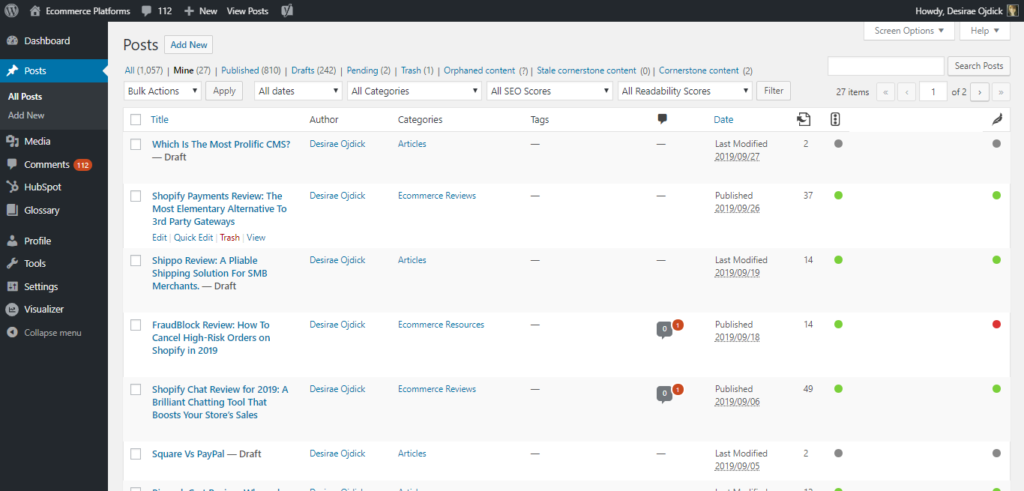 Ecommerce Platforms 112 + New View Posts Howdy, Desirae Ojdick
Screen Options ▼ Help ▼
Dashboard
Posts
All Posts
Add New
Media
Comments 112
HubSpot
Glossary
Profile
Tools
Settings
Visualizer
Collapse menu
Posts Add New
All (1,057) | Mine (27) | Published (810) | Drafts (242) | Pending (2) | Trash (1) | Orphaned content (?) | Stale cornerstone content (0) | Cornerstone content (2)
Search Posts
Bulk Actions Apply All dates All Categories All SEO Scores All Readability Scores Filter 27 items « ‹ 1 of 2 › »
Title Author Categories Tags Date
Which Is The Most Prolific CMS? — Draft
Desirae Ojdick Articles — — Last Modified 2019/09/27 2
Shopify Payments Review: The
Most Elementary Alternative To
3rd Party Gateways
Edit | Quick Edit | Trash | View
Desirae Ojdick Ecommerce Reviews — — Published 2019/09/26 37
Shippo Review: A Pliable
Shipping Solution For SMB
Merchants. — Draft
Desirae Ojdick Articles — — Last Modified 2019/09/19 14
FraudBlock Review: How To
Cancel High-Risk Orders on
Shopify in 2019
Desirae Ojdick Ecommerce Resources — 0 1 Published 2019/09/18 14
Shopify Chat Review for 2019: A
Brilliant Chatting Tool That
Boosts Your Store's Sales
Desirae Ojdick Ecommerce Reviews — 0 1 Published 2019/09/06 49
Square Vs PayPal — Draft
Desirae Ojdick Articles — — Last Modified 2019/09/05 2